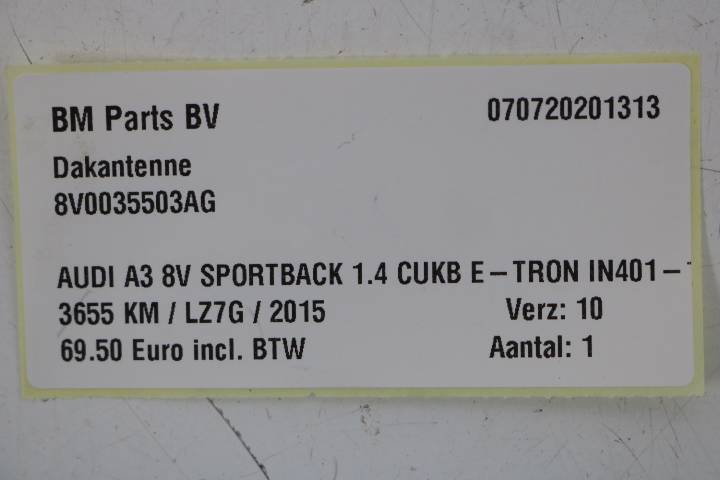 BM Parts BV 070720201313
Dakantenne
8V0035503AG
AUDI A3 8V SPORTBACK 1.4 CUKB E-TRON IN401-
3655 KM / LZ7G / 2015 Verz: 10
69.50 Euro incl. BTW Aantal: 1